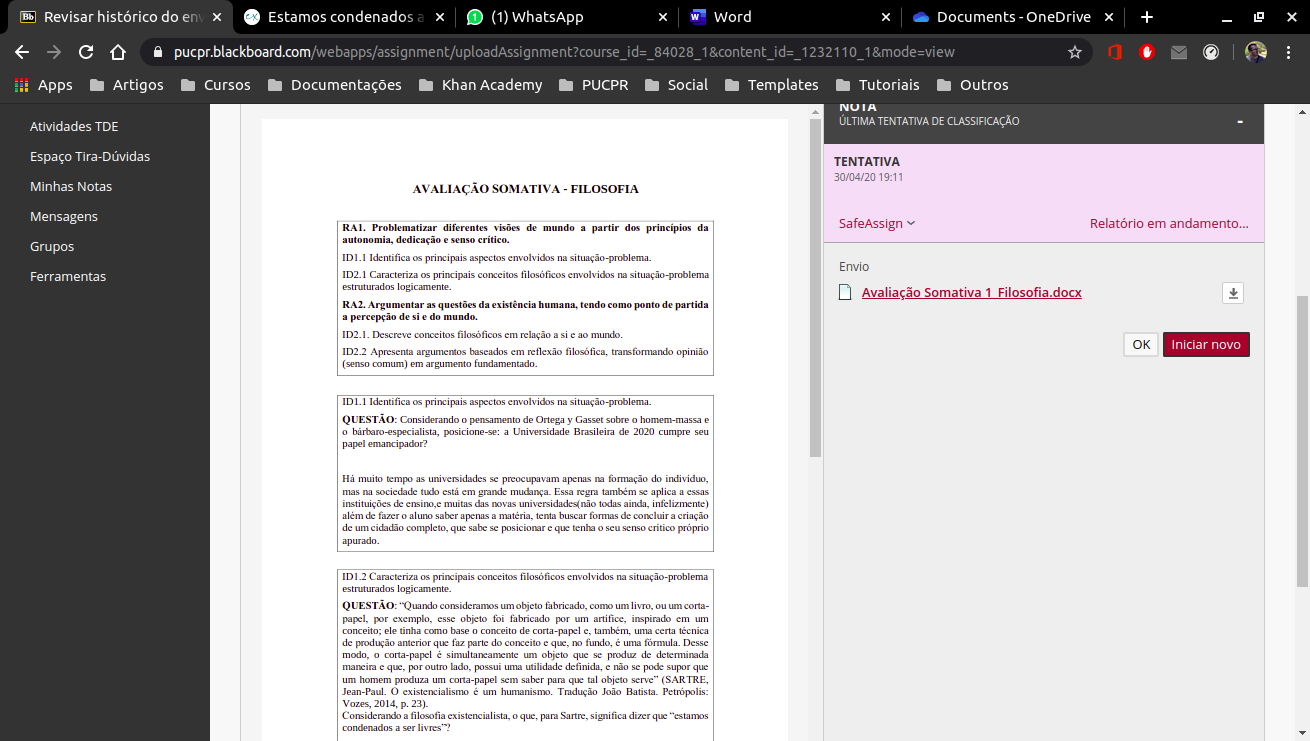 Revisar histórico do env
Estamos condenados a
(1) WhatsApp
Word
Documents - OneDrive
pucpr.blackboard.com/webapps/assignment/uploadAssignment?course_id=_84028_1&content_id=_1232110_1&mode=view
Apps
Artigos
Cursos
Documentações
Khan Academy
PUCPR
Social
Templates
Tutoriais
Outros
Atividades TDE
Espaço Tira-Dúvidas
Minhas Notas
Mensagens
Grupos
Ferramentas
AVALIAÇÃO SOMATIVA - FILOSOFIA
RA1. Problematizar diferentes visões de mundo a partir dos princípios da
autonomia, dedicação e senso crítico.
ID1.1 Identifica os principais aspectos envolvidos na situação-problema.
ID2.1 Caracteriza os principais conceitos filosóficos envolvidos na situação-problema
estruturados logicamente.
RA2. Argumentar as questões da existência humana, tendo como ponto de partida
a percepção de si e do mundo.
ID2.1. Descreve conceitos filosóficos em relação a si e ao mundo.
ID2.2 Apresenta argumentos baseados em reflexão filosófica, transformando opinião
(senso comum) em argumento fundamentado.
ID1.1 Identifica os principais aspectos envolvidos na situação-problema.
QUESTÃO: Considerando o pensamento de Ortega y Gasset sobre o homem-massa e
o bárbaro-especialista, posicione-se: a Universidade Brasileira de 2020 cumpre seu
papel emancipador?
Há muito tempo as universidades se preocupavam apenas na formação do indivíduo,
mas na sociedade tudo está em grande mudança. Essa regra também se aplica a essas
instituições de ensino,e muitas das novas universidades(não todas ainda, infelizmente)
além de fazer o aluno saber apenas a matéria, tenta buscar formas de concluir a criação
de um cidadão completo, que sabe se posicionar e que tenha o seu senso crítico próprio
apurado.
ID1.2 Caracteriza os principais conceitos filosóficos envolvidos na situação-problema
estruturados logicamente.
QUESTÃO: “Quando consideramos um objeto fabricado, como um livro, ou um corta-
papel, por exemplo, esse objeto foi fabricado por um artífice, inspirado em um
conceito; ele tinha como base o conceito de corta-papel e, também, uma certa técnica
de produção anterior que faz parte do conceito e que, no fundo, é uma fórmula. Desse
modo, o corta-papel é simultaneamente um objeto que se produz de determinada
maneira e que, por outro lado, possui uma utilidade definida, e não se pode supor que
um homem produza um corta-papel sem saber para que tal objeto serve” (SARTRE,
Jean-Paul. O existencialismo é um humanismo. Tradução João Batista. Petrópolis:
Vozes, 2014, p. 23).
Considerando a filosofia existencialista, o que, para Sartre, significa dizer que “estamos
condenados a ser livres”?
NOTA
ÚLTIMA TENTATIVA DE CLASSIFICAÇÃO
-
TENTATIVA
30/04/20 19:11
SafeAssign
Relatório em andamento...
Envio
Avaliação Somativa 1_Filosofia.docx
OK
Iniciar novo